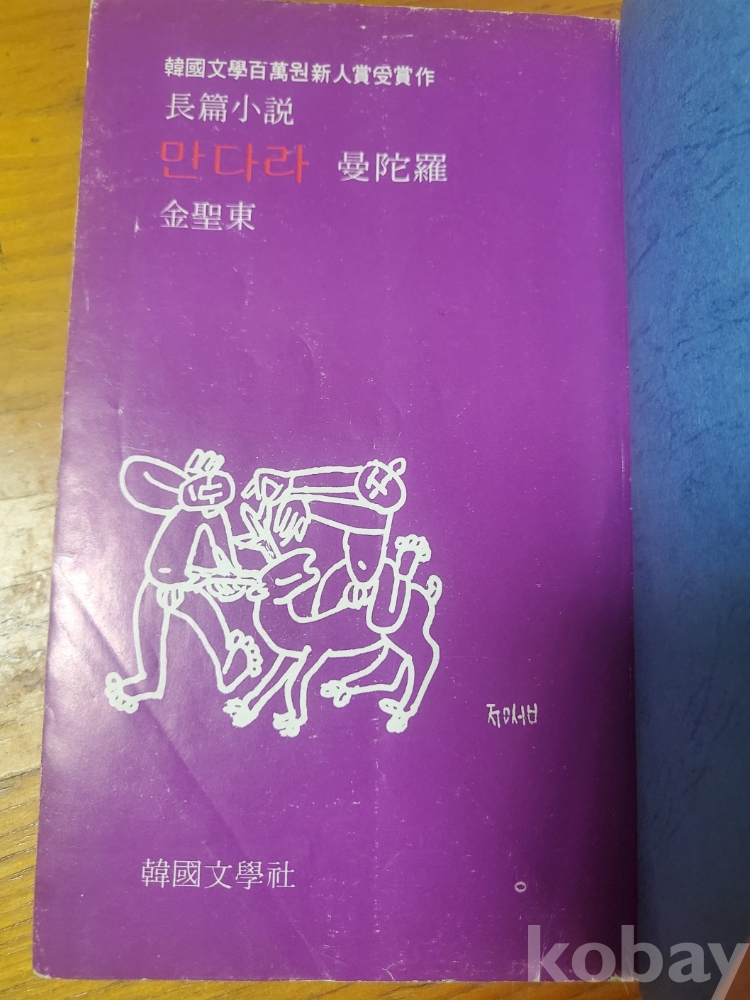 韓國文學百萬원新人賞受賞作
長篇小說
만다라 曼陀羅
金聖東
韓國文學社
kobay